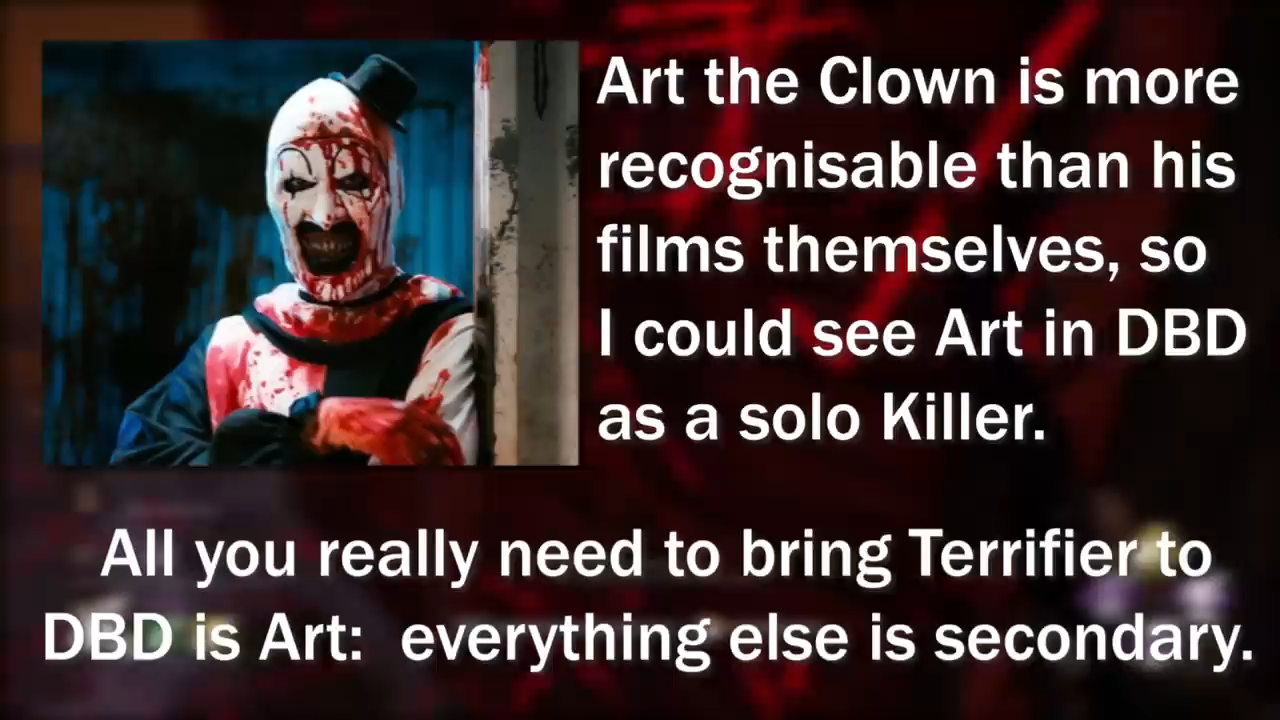 Art the Clown is more
recognisable than his
films themselves, so
I could see Art in DBD
as a solo Killer.
All you really need to bring Terrifier to
DBD is Art:  everything else is secondary.